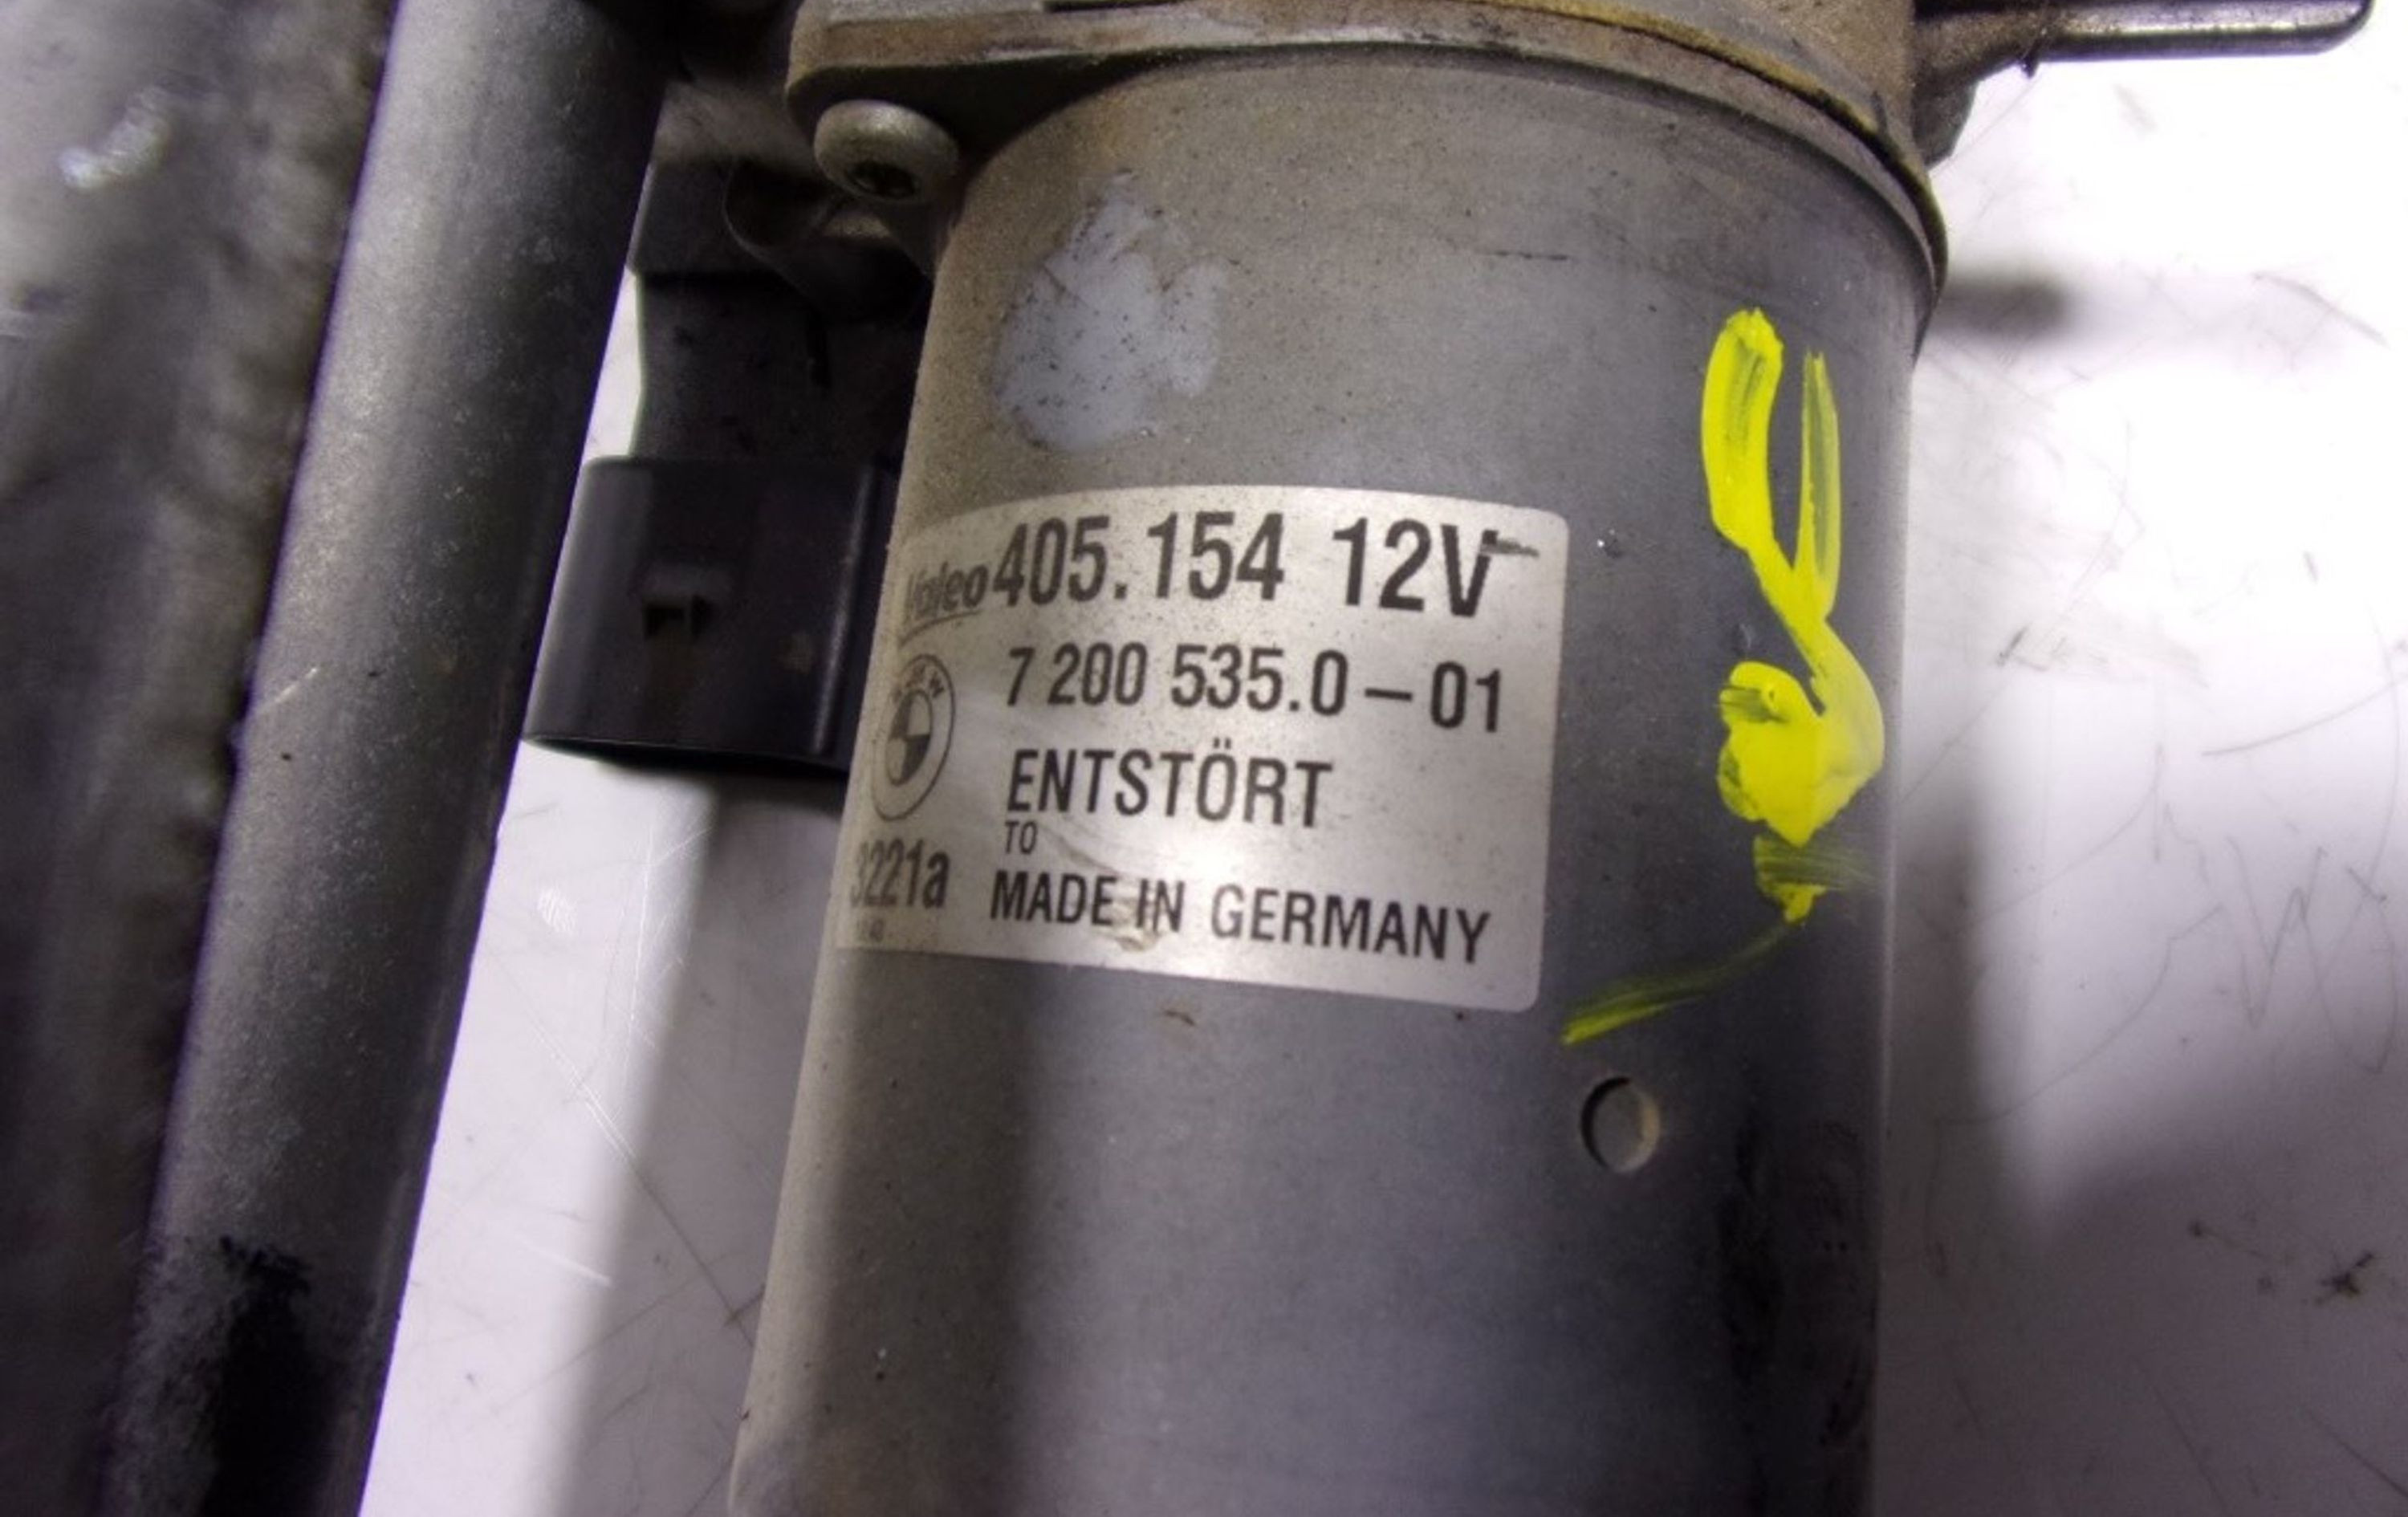 Valeo 405.154 12V
7 200 535.0-01
ENTSTÖRT
TO
3221a MADE IN GERMANY